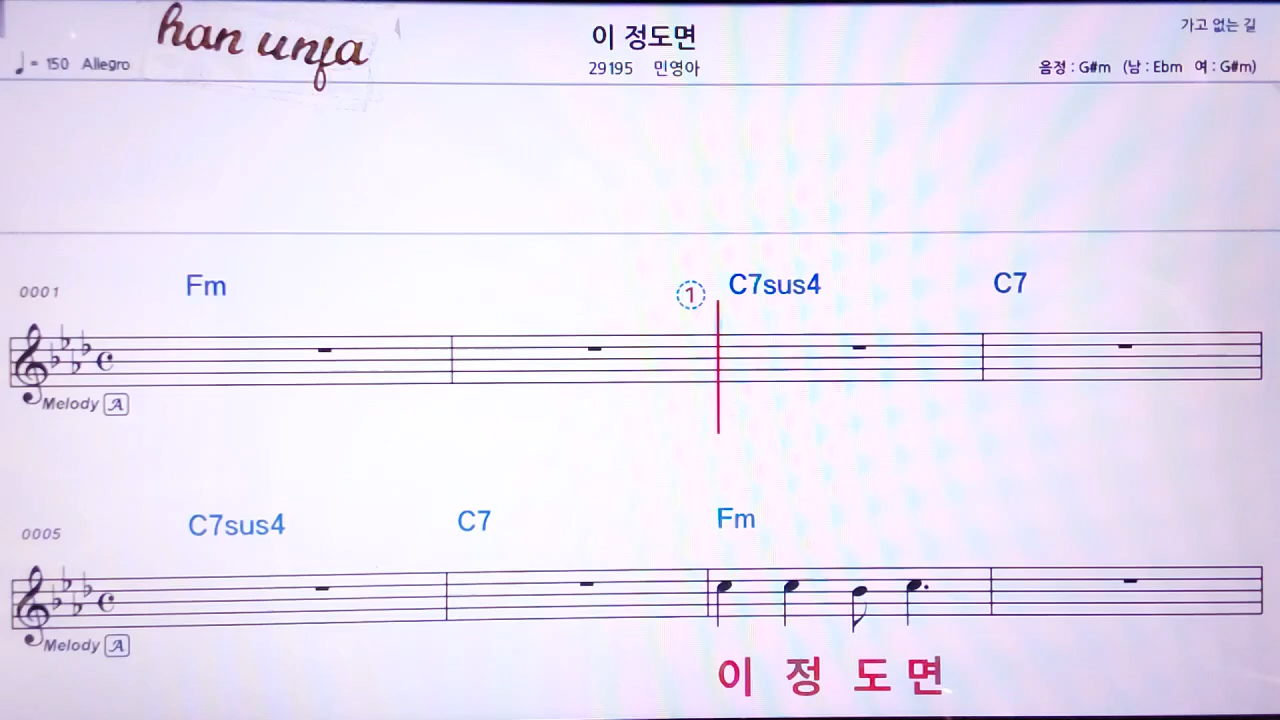 han unja
이 정도면
가고 없는 길
♩= 150 Allegro
29195 민영아
음정 : G#m (남 : Ebm 여 : G#m)
0001 Fm ① C7sus4 C7
Melody A
0005 C7sus4 C7 Fm
Melody A
이 정 도 면